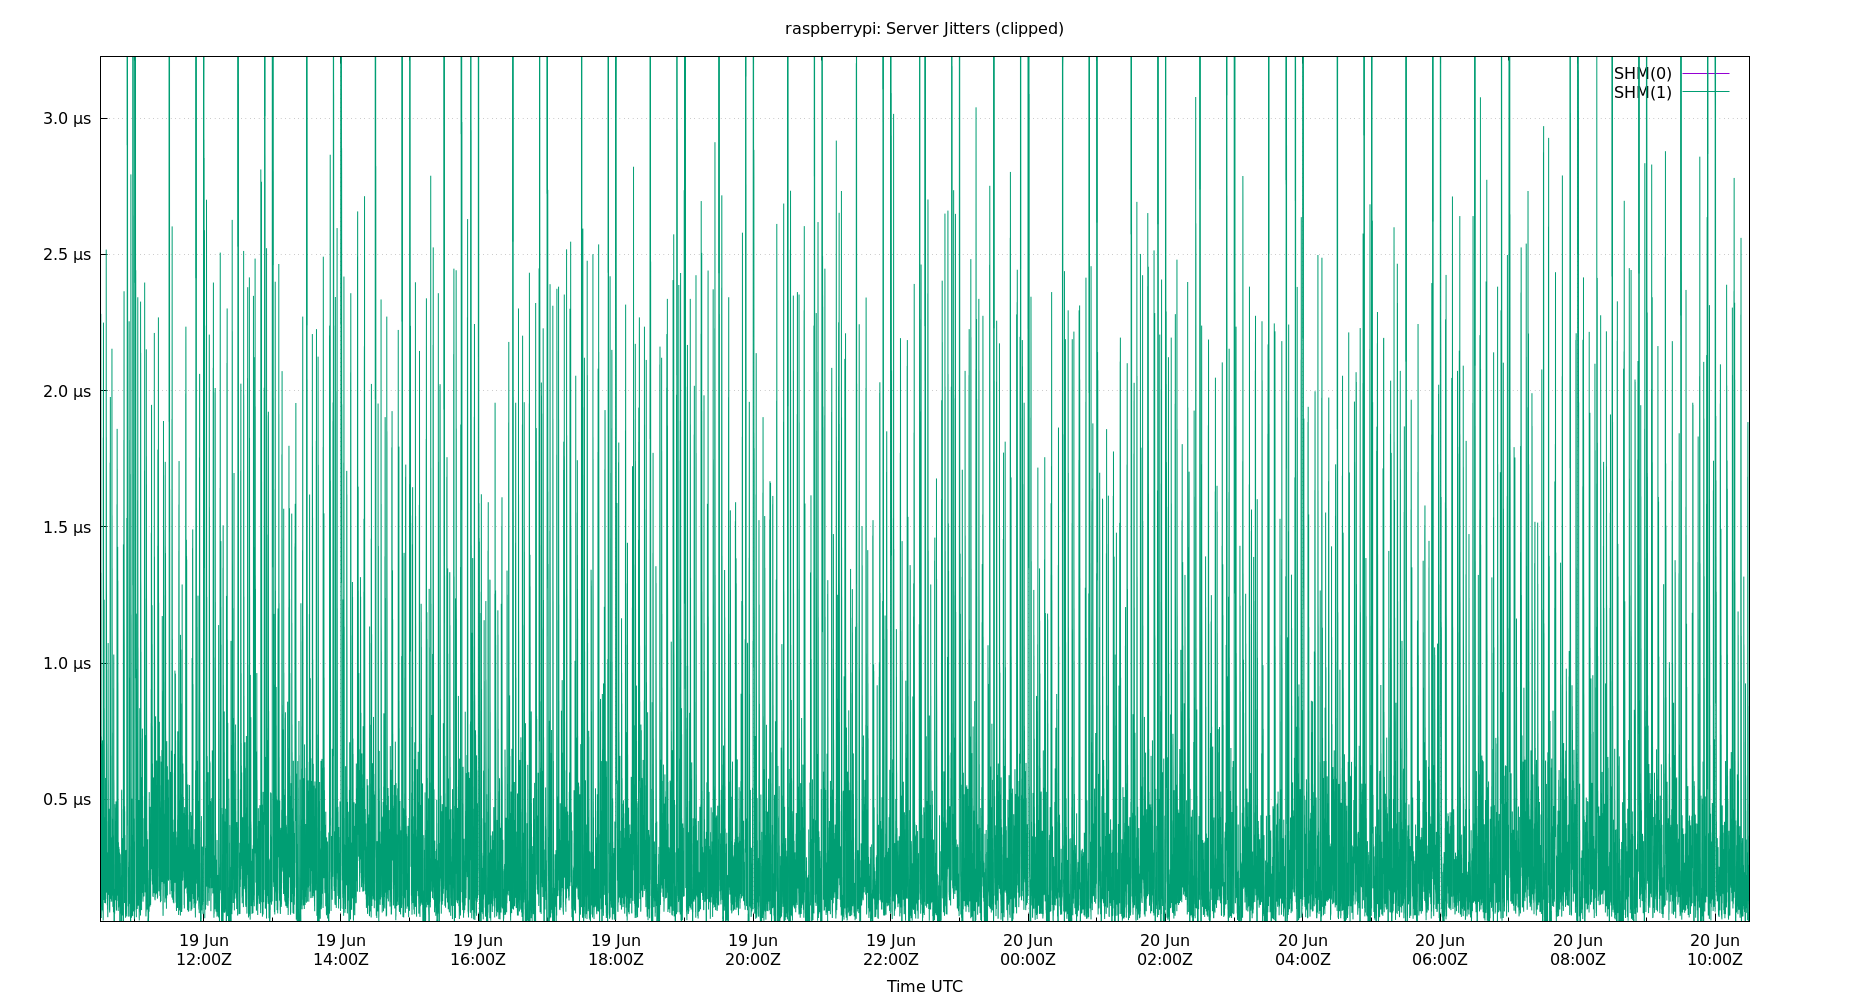 raspberrypi: Server Jitters (clipped)
SHM(0)
SHM(1)
3.0 µs
2.5 µs
2.0 µs
1.5 µs
1.0 µs
0.5 µs
19 Jun 19 Jun 19 Jun 19 Jun 19 Jun 19 Jun 20 Jun 20 Jun 20 Jun 20 Jun 20 Jun 20 Jun
12:00Z 14:00Z 16:00Z 18:00Z 20:00Z 22:00Z 00:00Z 02:00Z 04:00Z 06:00Z 08:00Z 10:00Z
Time UTC